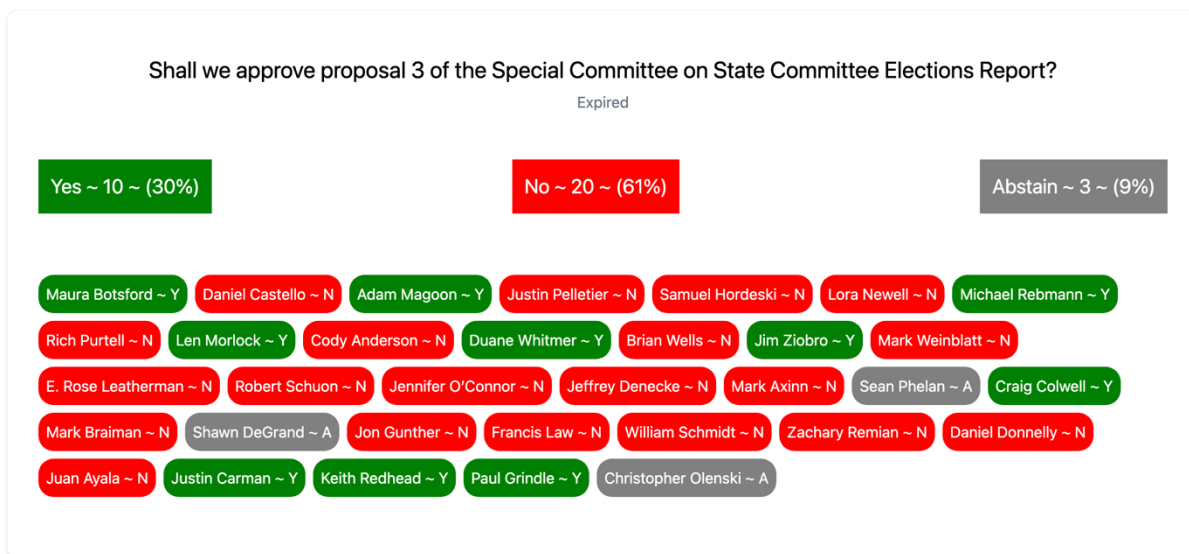 Shall we approve proposal 3 of the Special Committee on State Committee Elections Report?
Expired
Yes ~ 10 ~ (30%) No ~ 20 ~ (61%) Abstain ~ 3 ~ (9%)
Maura Botsford ~ Y Daniel Castello ~ N Adam Magoon ~ Y Justin Pelletier ~ N Samuel Hordeski ~ N Lora Newell ~ N Michael Rebmann ~ Y
Rich Purtell ~ N Len Morlock ~ Y Cody Anderson ~ N Duane Whitmer ~ Y Brian Wells ~ N Jim Ziobro ~ Y Mark Weinblatt ~ N
E. Rose Leatherman ~ N Robert Schuon ~ N Jennifer O’Connor ~ N Jeffrey Denecke ~ N Mark Axinn ~ N Sean Phelan ~ A Craig Colwell ~ Y
Mark Braiman ~ N Shawn DeGrand ~ A Jon Gunther ~ N Francis Law ~ N William Schmidt ~ N Zachary Remian ~ N Daniel Donnelly ~ N
Juan Ayala ~ N Justin Carman ~ Y Keith Redhead ~ Y Paul Grindle ~ Y Christopher Olenski ~ A